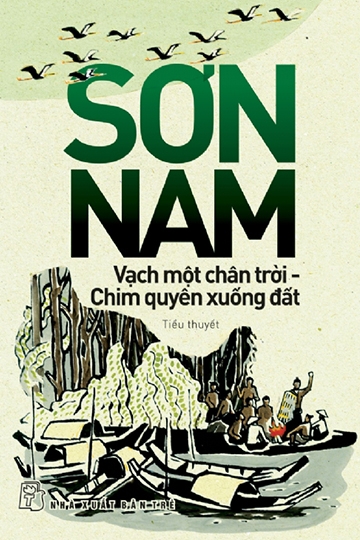 SƠN
NAM
Vạch một chân trời -
Chim quyên xuống đất
Tiểu thuyết
NHÀ XUẤT BẢN TRẺ